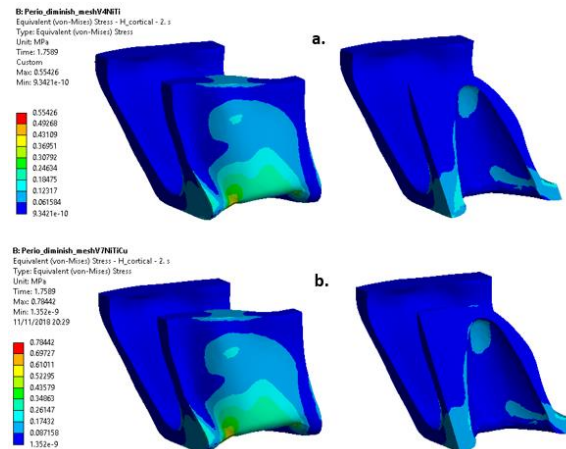 B: Perio_diminish_meshV4NiTi
Equivalent (von-Mises) Stress - H_cortical - 2. s
Type: Equivalent (von-Mises) Stress
Unit: MPa
Time: 1.7589
Custom
Max: 0.55426
Min: 9.3421e-10
a.
0.55426
0.49268
0.43109
0.36951
0.30792
0.24634
0.18475
0.12317
0.061584
9.3421e-10
B: Perio_diminish_meshV7NiTiCu
Equivalent (von-Mises) Stress - H_cortical - 2. s
Type: Equivalent (von-Mises) Stress
Unit: MPa
Time: 1.7589
Max: 0.78442
Min: 1.352e-9
11/11/2018 20:29
b.
0.78442
0.69727
0.61011
0.52295
0.43579
0.34863
0.26147
0.17432
0.087158
1.352e-9